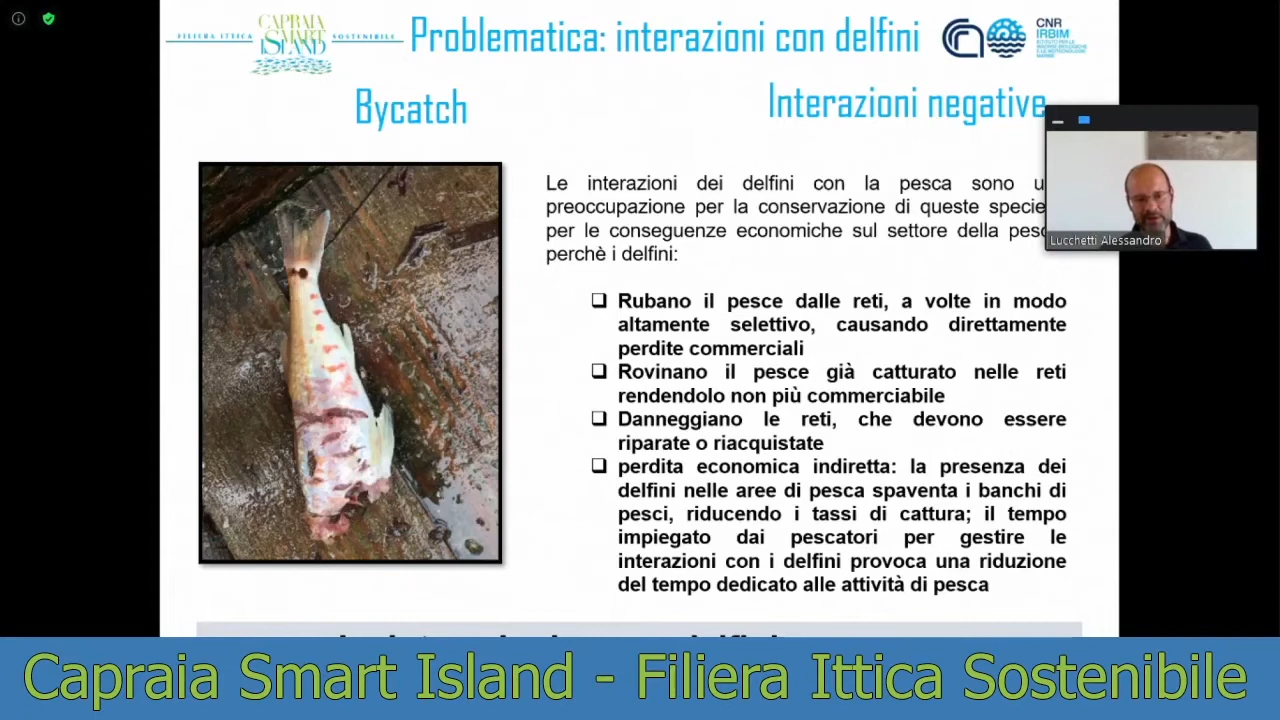 CAPRAIA
SMART
ISLAND
FILIERA ITTICA SOSTENIBILE
Problematica: interazioni con delfini
CNR
IRBIM
Bycatch
Interazioni negative
Le interazioni dei delfini con la pesca sono u
preoccupazione per la conservazione di queste specie
per le conseguenze economiche sul settore della pesc
perchè i delfini:
Rubano il pesce dalle reti, a volte in modo
altamente selettivo, causando direttamente
perdite commerciali
Rovinano il pesce già catturato nelle reti
rendendolo non più commerciabile
Danneggiano le reti, che devono essere
riparate o riacquistate
perdita economica indiretta: la presenza dei
delfini nelle aree di pesca spaventa i banchi di
pesci, riducendo i tassi di cattura; il tempo
impiegato dai pescatori per gestire le
interazioni con i delfini provoca una riduzione
del tempo dedicato alle attività di pesca
Lucchetti Alessandro
Capraia Smart Island - Filiera Ittica Sostenibile